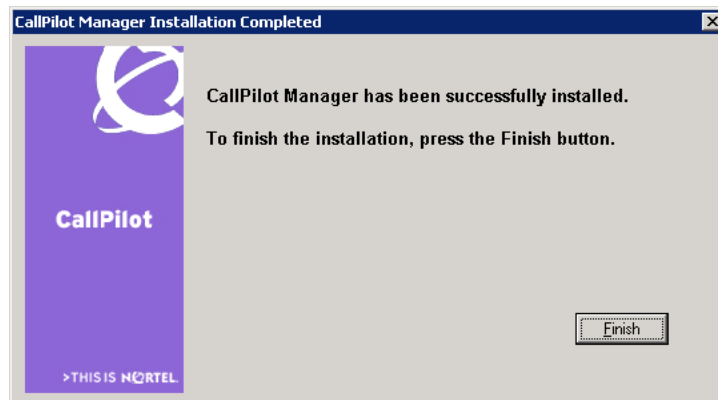 CallPilot Manager Installation Completed
CallPilot Manager has been successfully installed.
To finish the installation, press the Finish button.
CallPilot
Finish
>THIS IS NORTEL.